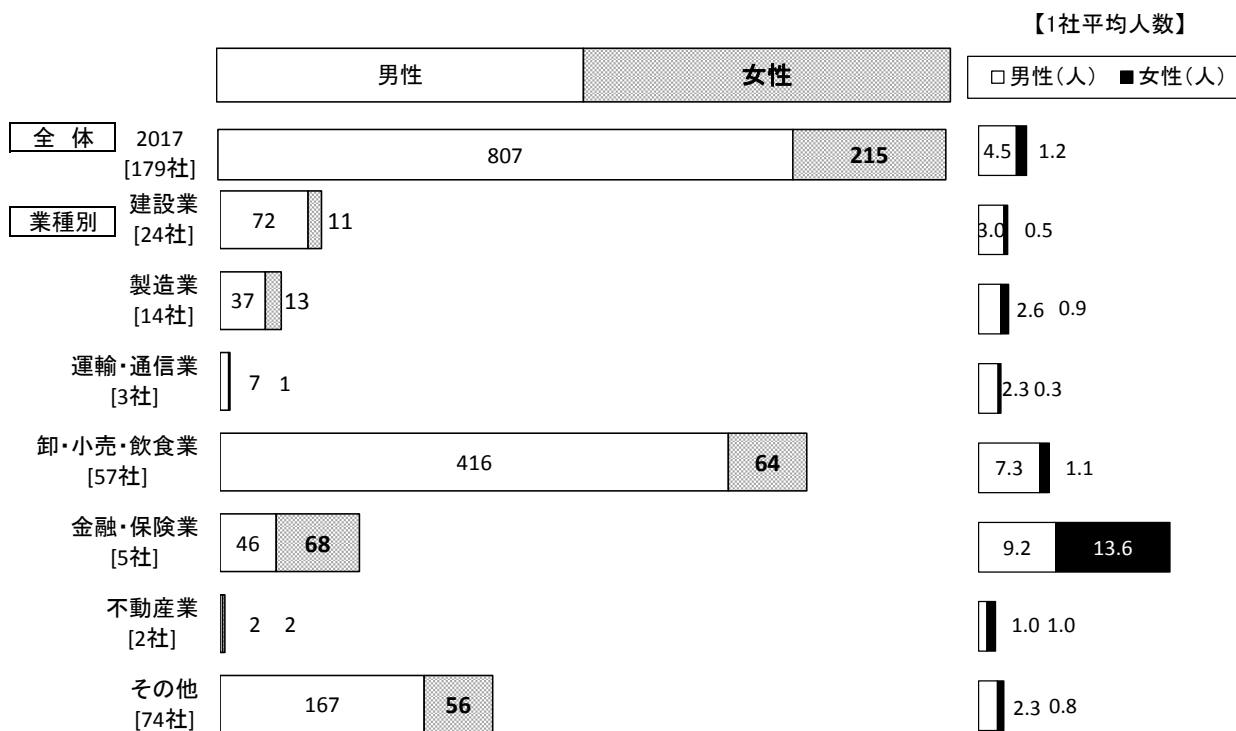 【1社平均人数】
男性 女性
□男性(人) ■女性(人)
全 体 2017
[179社]
807 215
4.5 1.2
業種別 建設業
[24社]
72 11
3.0 0.5
製造業
[14社]
37 13
2.6 0.9
運輸・通信業
[3社]
7 1
2.3 0.3
卸・小売・飲食業
[57社]
416 64
7.3 1.1
金融・保険業
[5社]
46 68
9.2 13.6
不動産業
[2社]
2 2
1.0 1.0
その他
[74社]
167 56
2.3 0.8